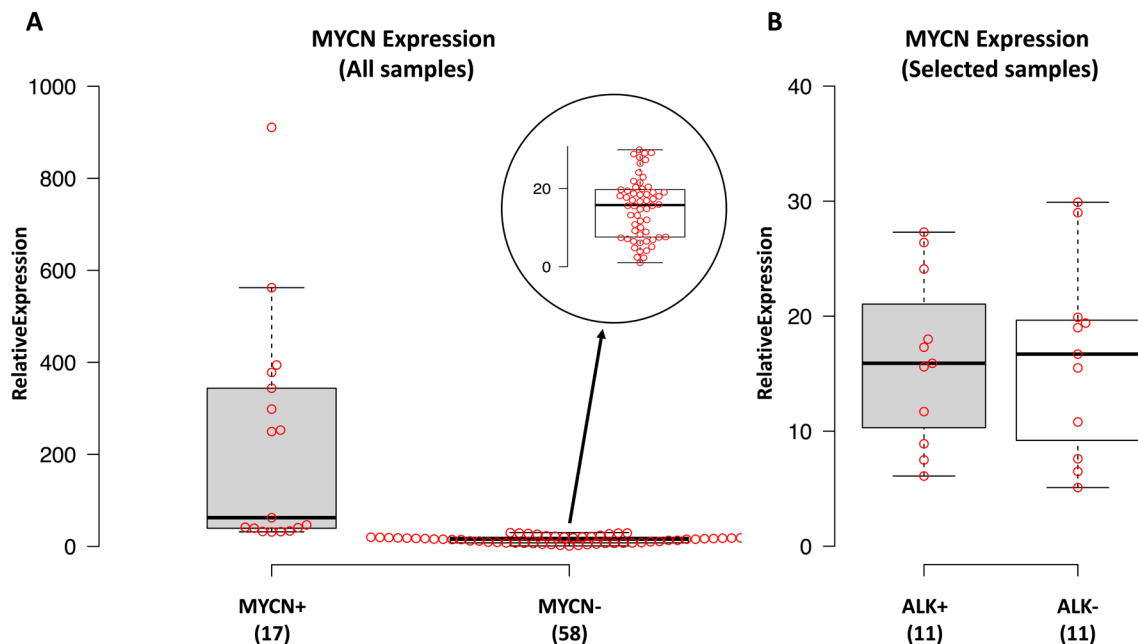 A
MYCN Expression
(All samples)
RelativeExpression
1000
800
600
400
200
0
20
0
MYCN+
(17)
MYCN-
(58)
B
MYCN Expression
(Selected samples)
RelativeExpression
40
30
20
10
0
ALK+
(11)
ALK-
(11)